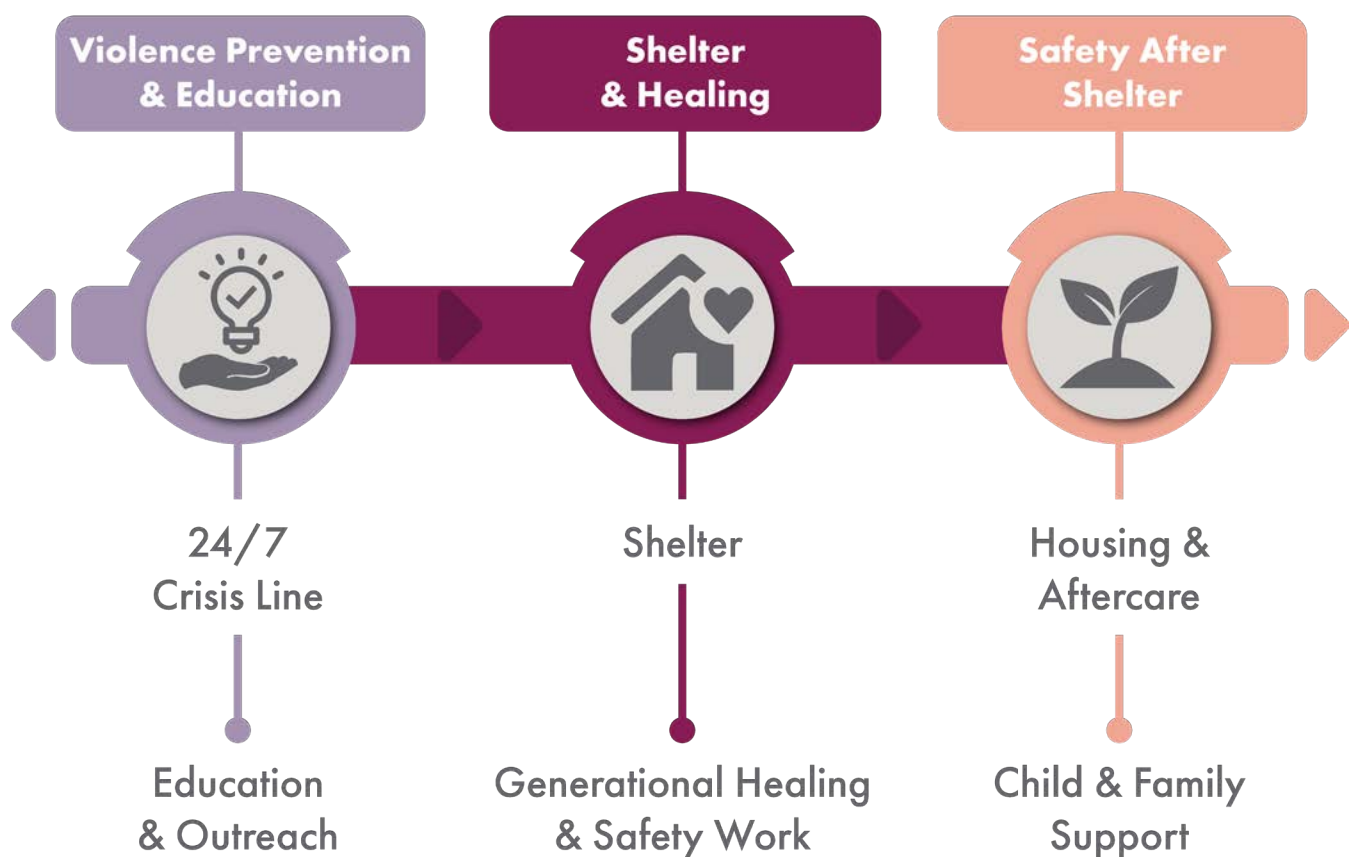 Violence Prevention
& Education
Shelter
& Healing
Safety After
Shelter
24/7
Crisis Line
Shelter
Housing &
Aftercare
Education
& Outreach
Generational Healing
& Safety Work
Child & Family
Support